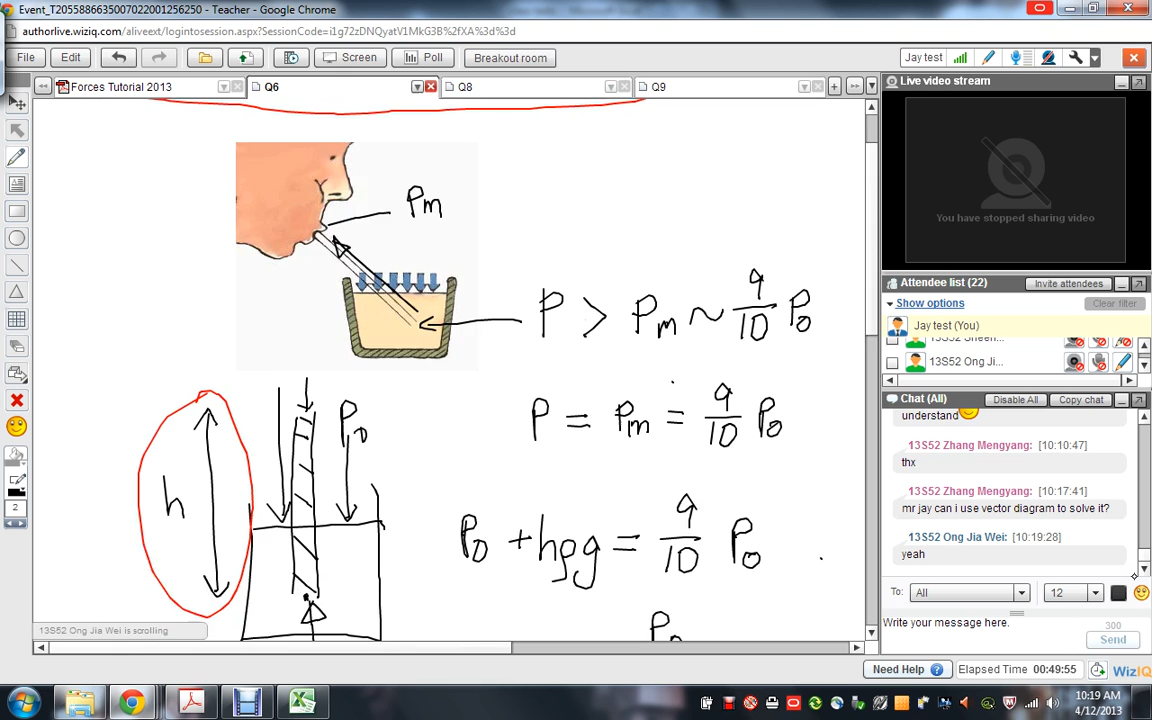 Event_T2055886635007022001256250 - Teacher - Google Chrome
authorlive.wiziq.com/aliveext/logintosession.aspx?SessionCode=i1g72zDNQyatV1MkG3B%2fXA%3d%3d
File
Edit
Screen
Poll
Breakout room
Jay test
Forces Tutorial 2013
Q6
Q8
Q9
Pm
P > Pm ~ 9/10 P0
P0
P = Pm = 9/10 P0
h
P0 + hρg = 9/10 P0
P0
13S52 Ong Jia Wei is scrolling
Live video stream
You have stopped sharing video
Attendee list (22)
Invite attendees
Show options
Clear filter
Jay test (You)
13S52 Ong Ji...
Chat (All)
Disable All
Copy chat
understand
13S52 Zhang Mengyang: [10:10:47]
thx
13S52 Zhang Mengyang: [10:17:41]
mr jay can i use vector diagram to solve it?
13S52 Ong Jia Wei: [10:19:28]
yeah
To:
All
12
Write your message here.
300
Send
Need Help ?
Elapsed Time 00:49:55
WizIQ
2
10:19 AM
4/12/2013